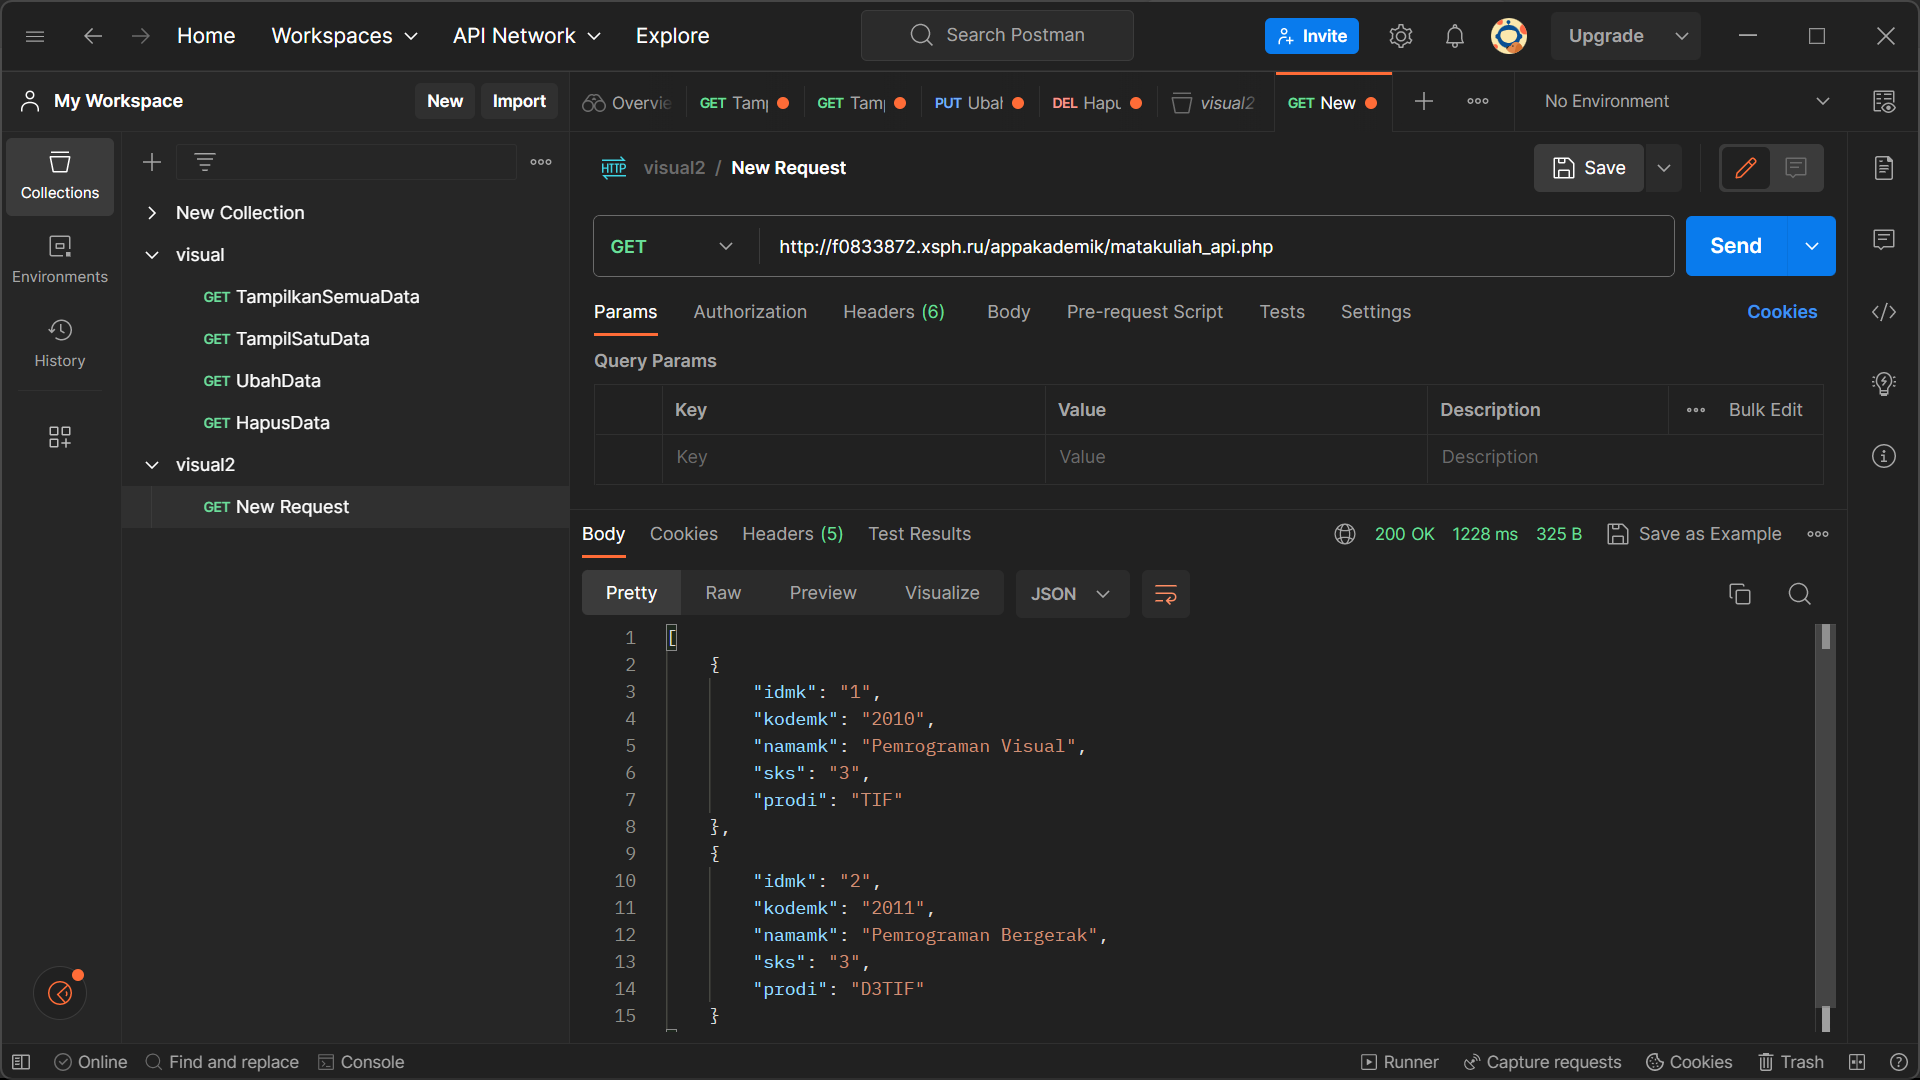 Home Workspaces API Network Explore Search Postman Invite Upgrade
My Workspace New Import
Overvie GET Tamp GET Tamp PUT Ubah DEL Hapu visual2 GET New No Environment
Collections
Environments
History
New Collection
visual
GET TampilkanSemuaData
GET TampilSatuData
GET UbahData
GET HapusData
visual2
GET New Request
HTTP visual2 / New Request Save
GET http://f0833872.xsph.ru/appakademik/matakuliah_api.php Send
Params Authorization Headers (6) Body Pre-request Script Tests Settings Cookies
Query Params
Key Value Description Bulk Edit
Key Value Description
Body Cookies Headers (5) Test Results 200 OK 1228 ms 325 B Save as Example
Pretty Raw Preview Visualize JSON
1 [
2 {
3 "idmk": "1",
4 "kodemk": "2010",
5 "namamk": "Pemrograman Visual",
6 "sks": "3",
7 "prodi": "TIF"
8 },
9 {
10 "idmk": "2",
11 "kodemk": "2011",
12 "namamk": "Pemrograman Bergerak",
13 "sks": "3",
14 "prodi": "D3TIF"
15 }
Online Find and replace Console Runner Capture requests Cookies Trash